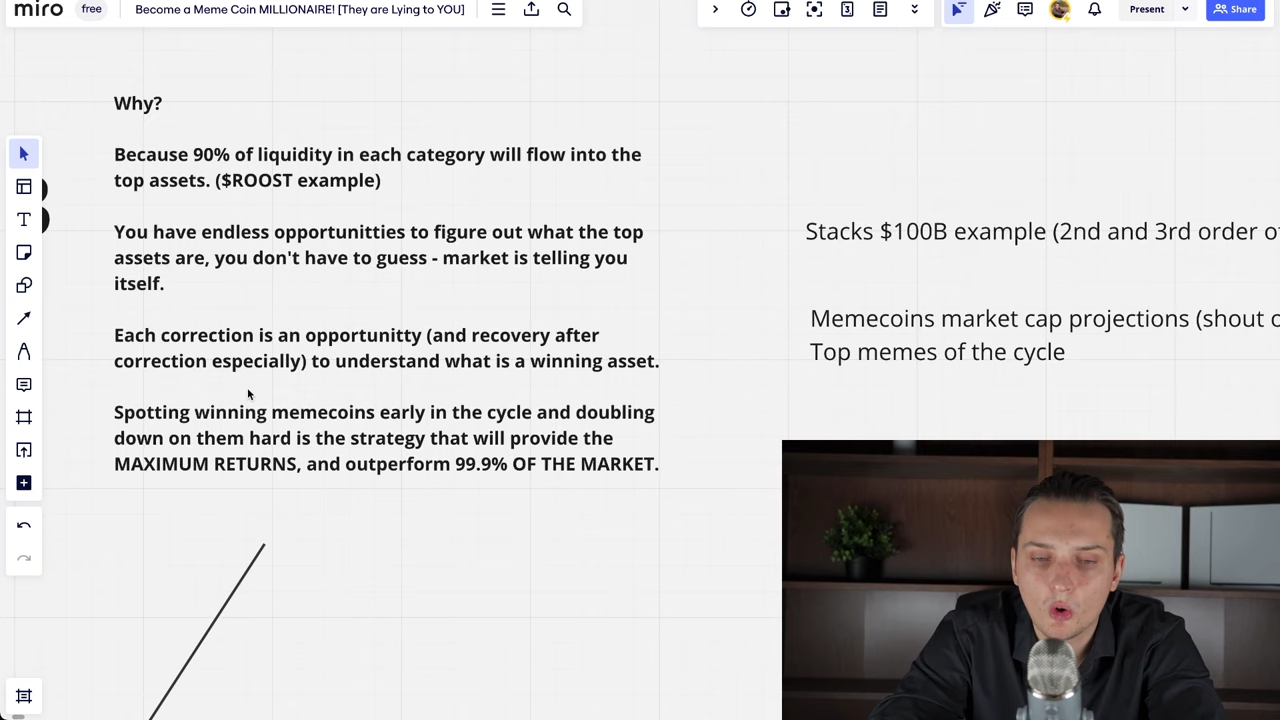 miro free Become a Meme Coin MILLIONAIRE! [They are Lying to YOU] 3 Present Share
Why?
Because 90% of liquidity in each category will flow into the
top assets. ($ROOST example)
You have endless opportunitties to figure out what the top
assets are, you don't have to guess - market is telling you
itself.
Each correction is an opportunitty (and recovery after
correction especially) to understand what is a winning asset.
Spotting winning memecoins early in the cycle and doubling
down on them hard is the strategy that will provide the
MAXIMUM RETURNS, and outperform 99.9% OF THE MARKET.
Stacks $100B example (2nd and 3rd order
Memecoins market cap projections (shout
Top memes of the cycle